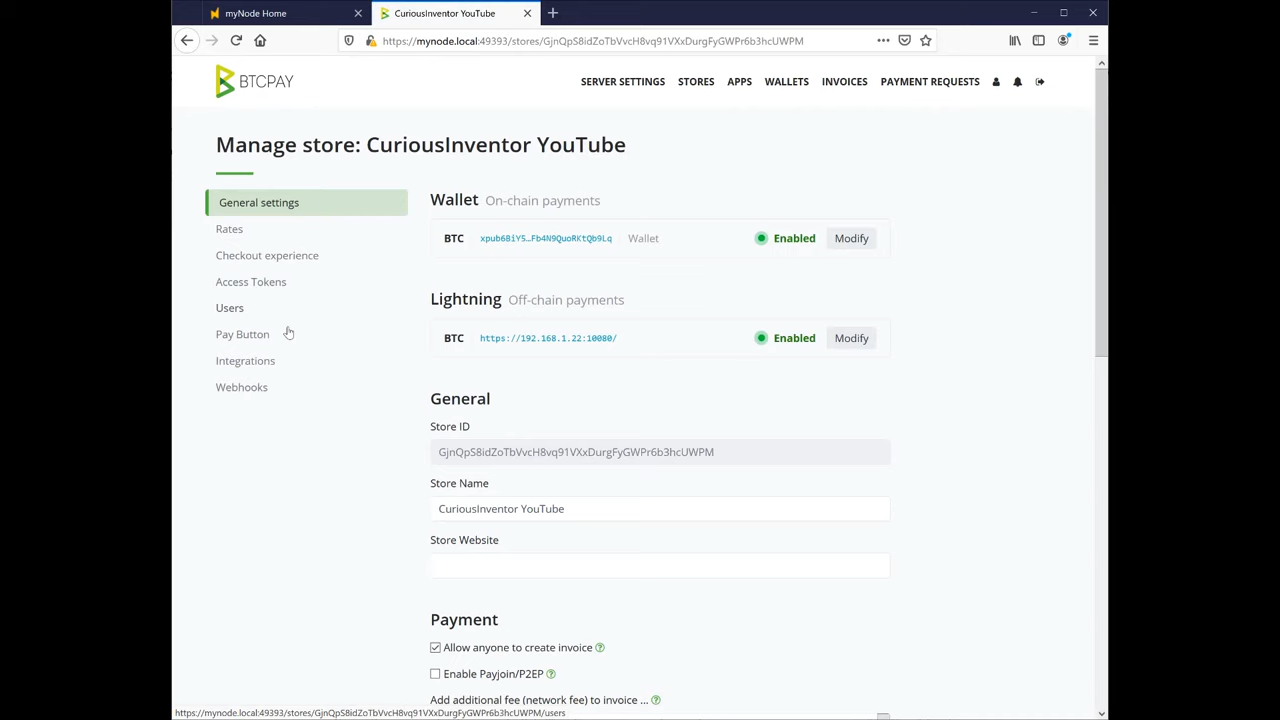 myNode Home
CuriousInventor YouTube
https://mynode.local:49393/stores/GjnQpS8idZoTbVvcH8vq91VXxDurgFyGWPr6b3hcUWPM
BTCPAY
SERVER SETTINGS STORES APPS WALLETS INVOICES PAYMENT REQUESTS
Manage store: CuriousInventor YouTube
General settings
Rates
Checkout experience
Access Tokens
Users
Pay Button
Integrations
Webhooks
Wallet On-chain payments
BTC xpub6BiY5…Fb4N9QuoRKtQb9Lq Wallet Enabled Modify
Lightning Off-chain payments
BTC https://192.168.1.22:10080/ Enabled Modify
General
Store ID
GjnQpS8idZoTbVvcH8vq91VXxDurgFyGWPr6b3hcUWPM
Store Name
CuriousInventor YouTube
Store Website
Payment
Allow anyone to create invoice
Enable Payjoin/P2EP
Add additional fee (network fee) to invoice ...
https://mynode.local:49393/stores/GjnQpS8idZoTbVvcH8vq91VXxDurgFyGWPr6b3hcUWPM/users